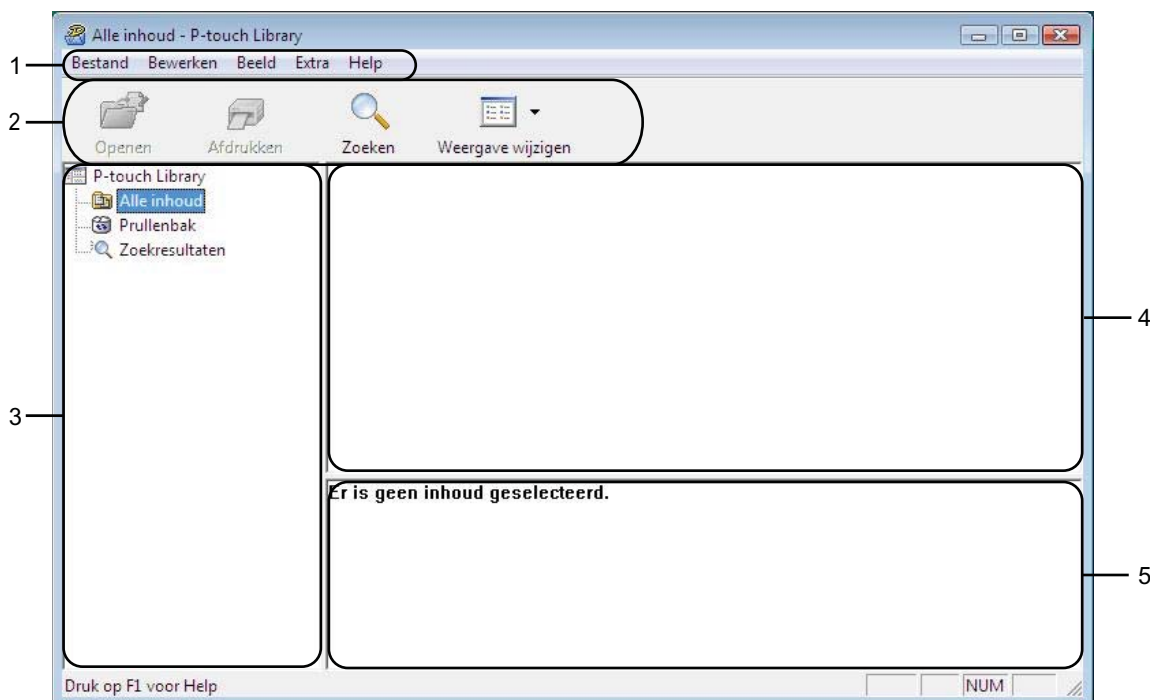 Alle inhoud - P-touch Library
1
Bestand Bewerken Beeld Extra Help
2
Openen Afdrukken Zoeken Weergave wijzigen
P-touch Library
Alle inhoud
Prullenbak
Zoekresultaten
4
3
Er is geen inhoud geselecteerd.
5
Druk op F1 voor Help NUM